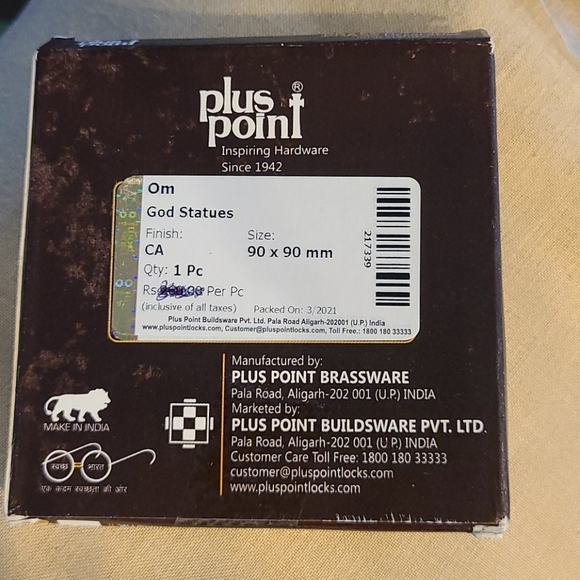 plus
point®
Inspiring Hardware
Since 1942
Om
God Statues
Finish: Size:
CA 90 x 90 mm
Qty: 1 Pc
Rs Per Pc
(inclusive of all taxes) Packed On: 3/2021
Plus Point Buildsware Pvt. Ltd. Pala Road Aligarh-202001 (U.P.) India
www.pluspointlocks.com, Customer@pluspointlocks.com, Toll Free.: 1800 180 33333
217339
Manufactured by:
PLUS POINT BRASSWARE
Pala Road, Aligarh-202 001 (U.P.) INDIA
Marketed by:
PLUS POINT BUILDSWARE PVT. LTD.
Pala Road, Aligarh-202 001 (U.P.) INDIA
Customer Care Toll Free: 1800 180 33333
customer@pluspointlocks.com
www.pluspointlocks.com
MAKE IN INDIA
स्वच्छ भारत
एक कदम स्वच्छता की ओर